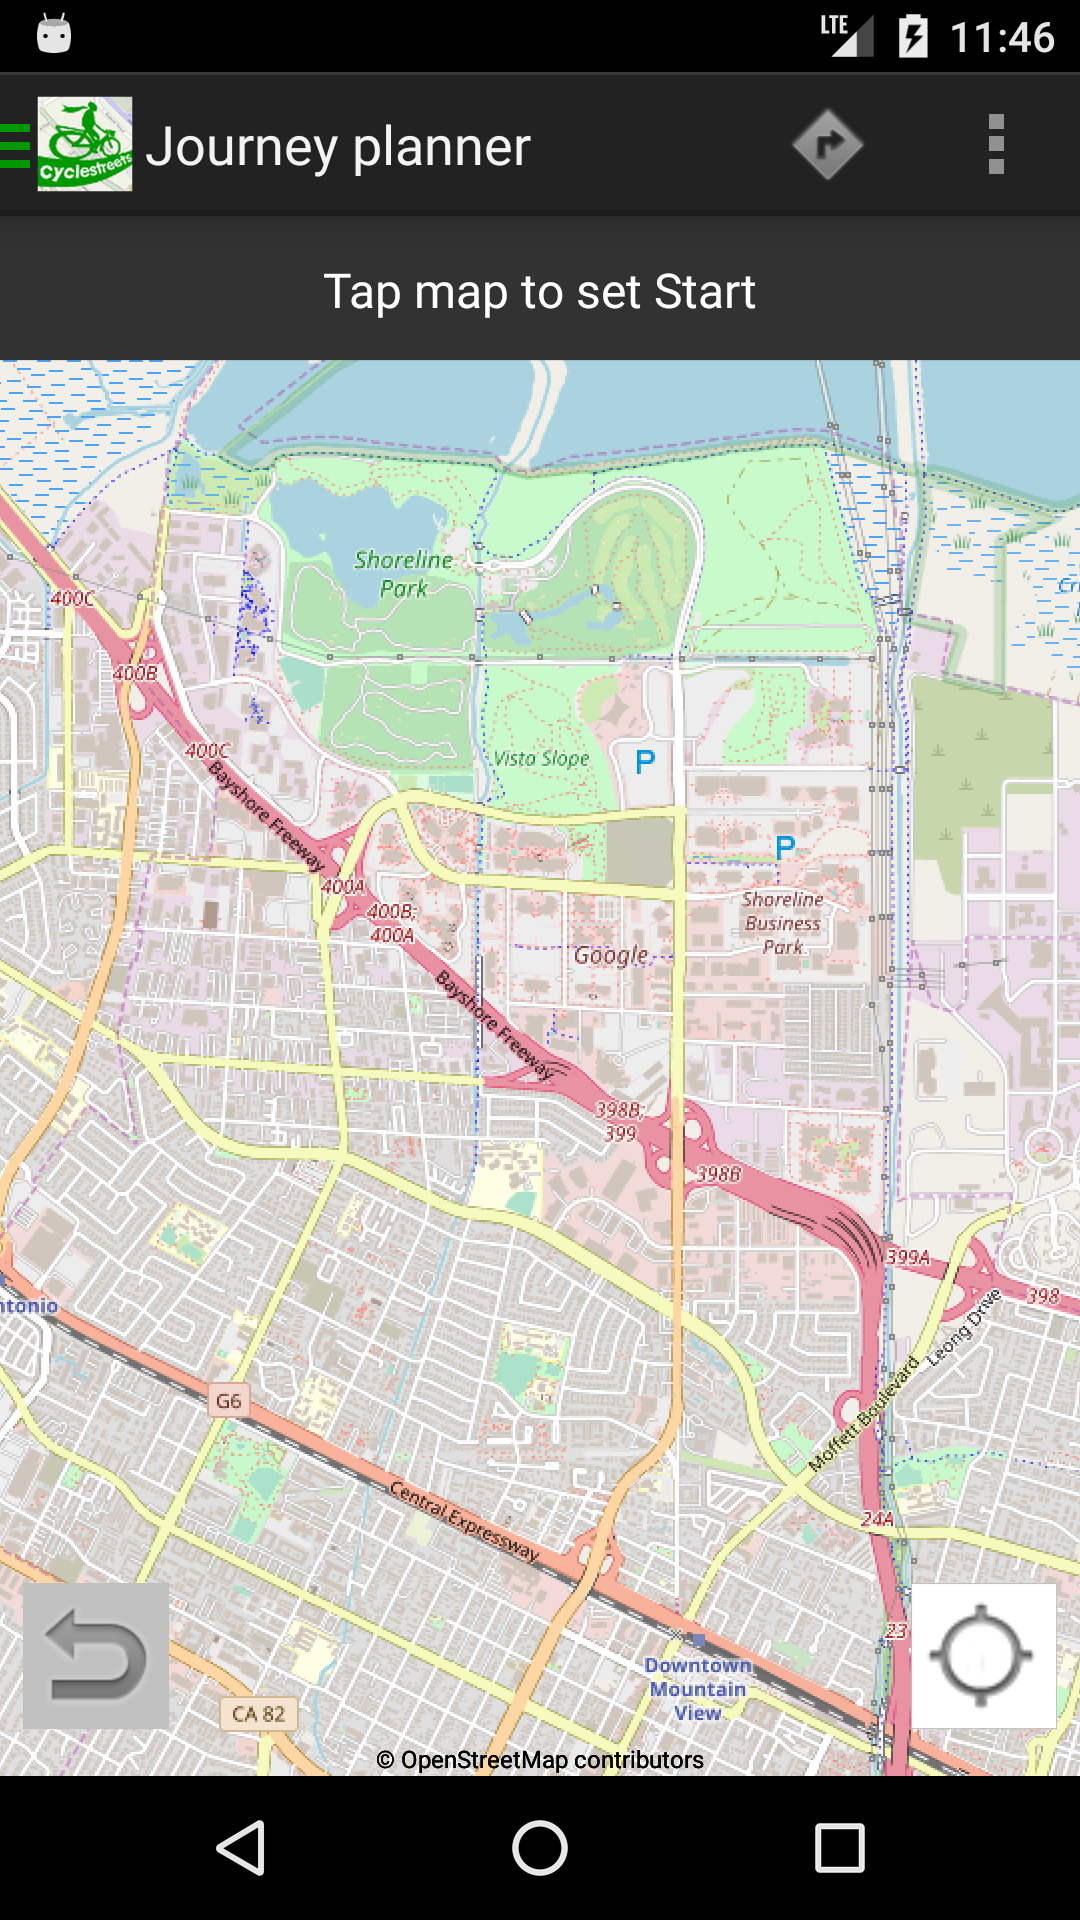 LTE 11:46
cyclestreets
Journey planner
Tap map to set Start
Shoreline
Park
400C
400B
400C
Bayshore Freeway
Vista Slope
P
P
400A
400B;
400A
Shoreline
Business
Park
Google
Bayshore Freeway
398B;
399
398B
399A
398
Leong Drive
ntonio
G6
Moffett Boulevard
Central Expressway
24A
23
Downtown
Mountain
View
CA 82
© OpenStreetMap contributors